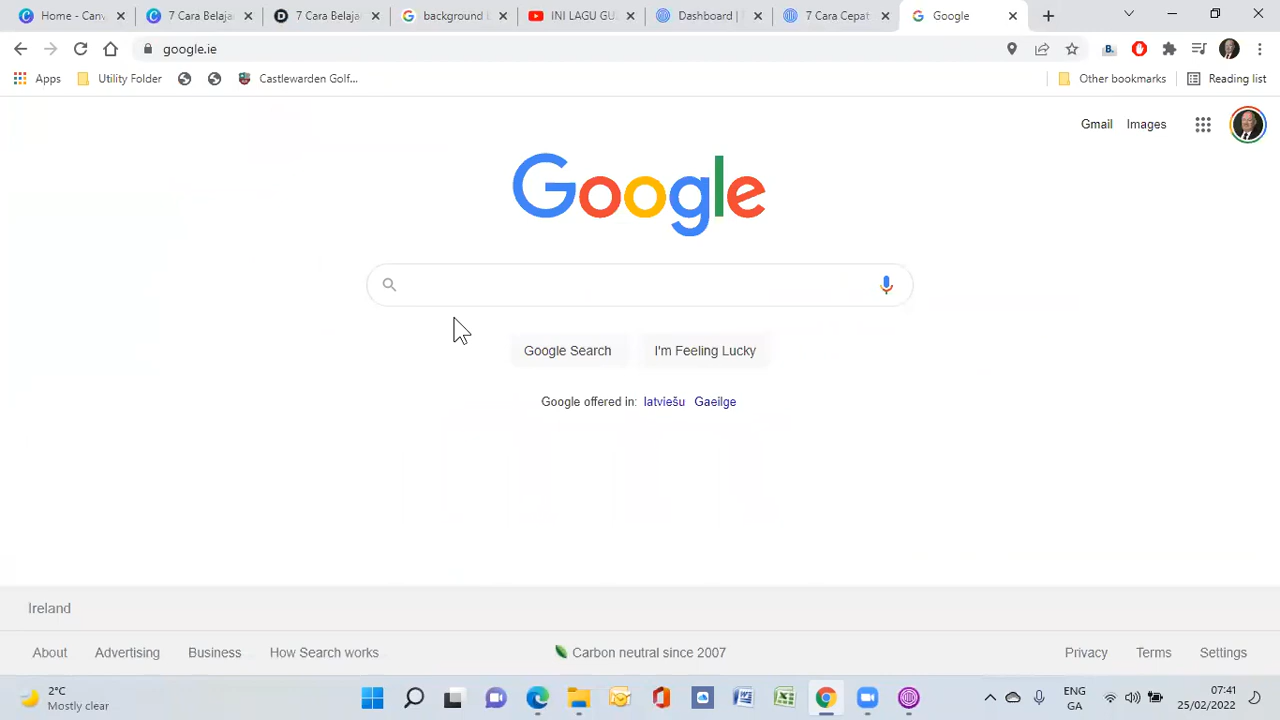 Home - Canv
7 Cara Belaja
7 Cara Belaj
background L
INI LAGU GU
Dashboard |
7 Cara Cepat
Google
google.ie
B.
Apps
Utility Folder
Castlewarden Golf...
Other bookmarks
Reading list
Gmail
Images
Google
Google Search
I'm Feeling Lucky
Google offered in: latviešu Gaeilge
Ireland
About
Advertising
Business
How Search works
Carbon neutral since 2007
Privacy
Terms
Settings
2°C
Mostly clear
ENG
GA
07:41
25/02/2022